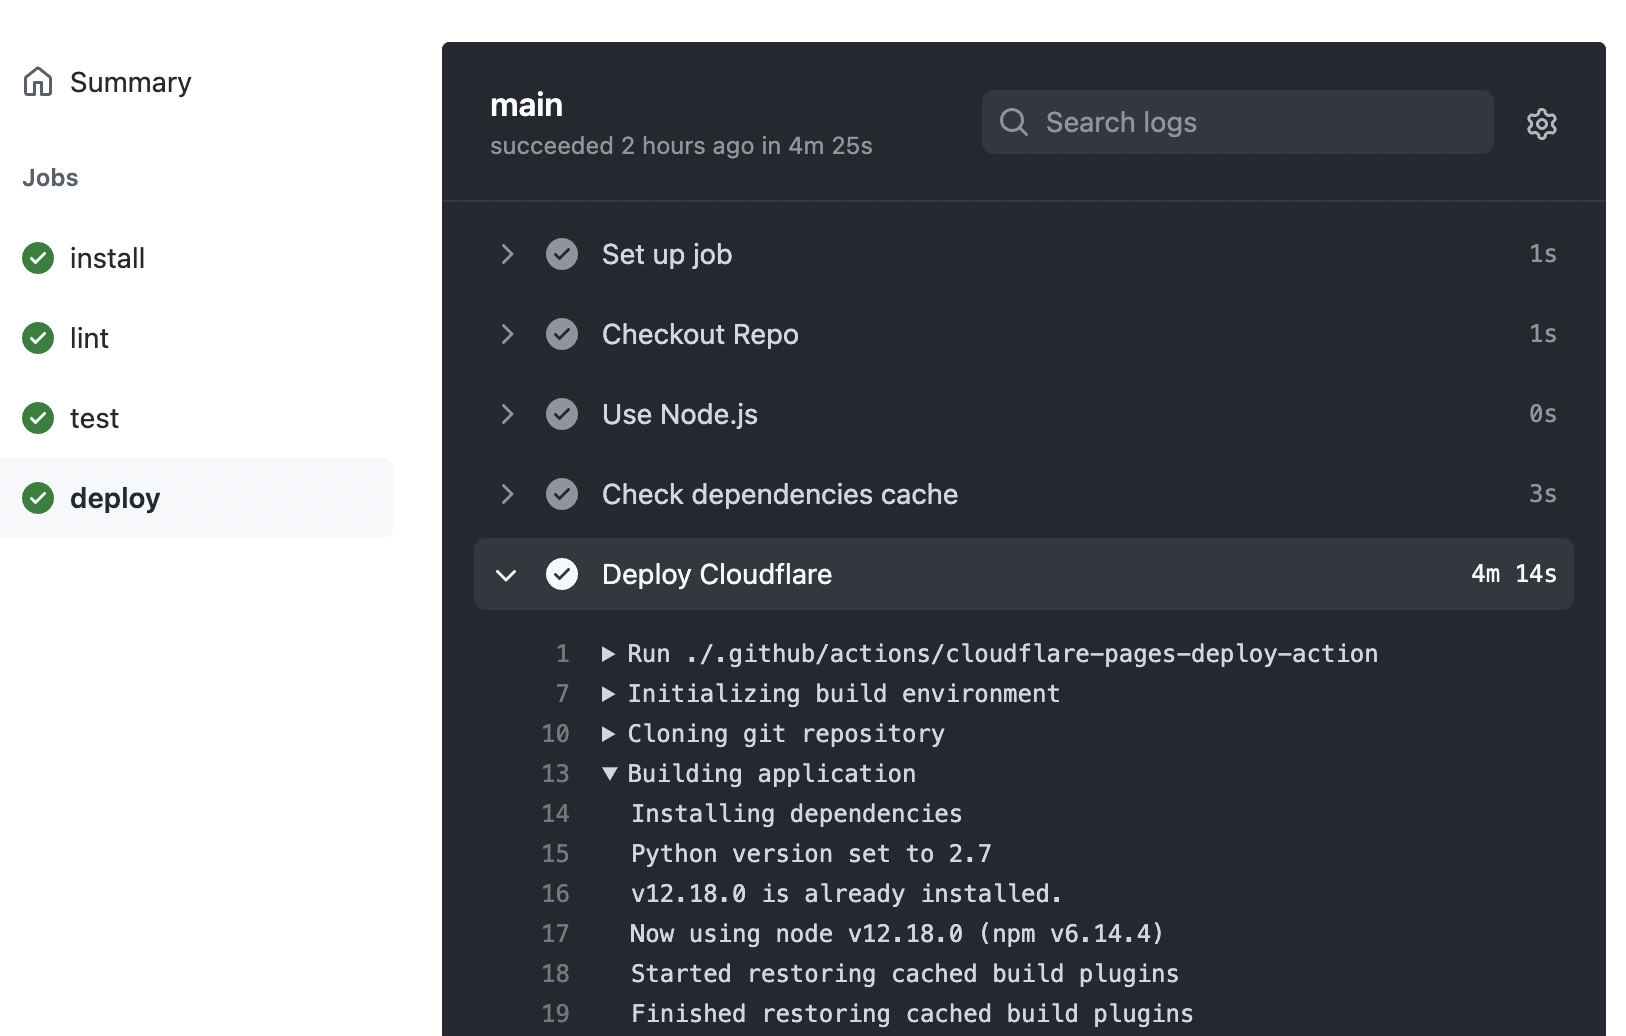 Summary
Jobs
install
lint
test
deploy
main
succeeded 2 hours ago in 4m 25s
Search logs
Set up job 1s
Checkout Repo 1s
Use Node.js 0s
Check dependencies cache 3s
Deploy Cloudflare 4m 14s
1 Run ./.github/actions/cloudflare-pages-deploy-action
7 Initializing build environment
10 Cloning git repository
13 Building application
14 Installing dependencies
15 Python version set to 2.7
16 v12.18.0 is already installed.
17 Now using node v12.18.0 (npm v6.14.4)
18 Started restoring cached build plugins
19 Finished restoring cached build plugins